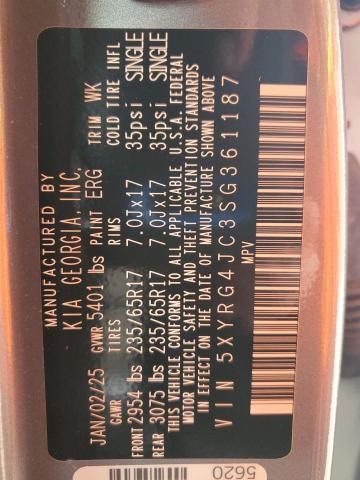 MANUFACTURED BY
KIA GEORGIA, INC.
JAN/02/25 PAINT ERG TRIM WK
GVWR 5401 lbs
GAWR TIRES RIMS COLD TIRE INFL
FRONT 2954 lbs 235/65R17 7.0Jx17 35psi SINGLE
REAR 3075 lbs 235/65R17 7.0Jx17 35psi SINGLE
THIS VEHICLE CONFORMS TO ALL APPLICABLE U.S.A. FEDERAL
MOTOR VEHICLE SAFETY AND THEFT PREVENTION STANDARDS
IN EFFECT ON THE DATE OF MANUFACTURE SHOWN ABOVE
VIN 5XYRG4JC3SG361187
MPV
5620